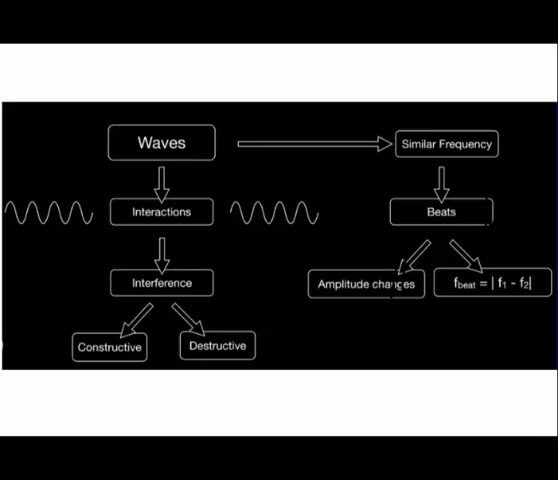 Waves
Similar Frequency
Interactions
Beats
Interference
Amplitude changes
fbeat = | f1 - f2|
Constructive
Destructive